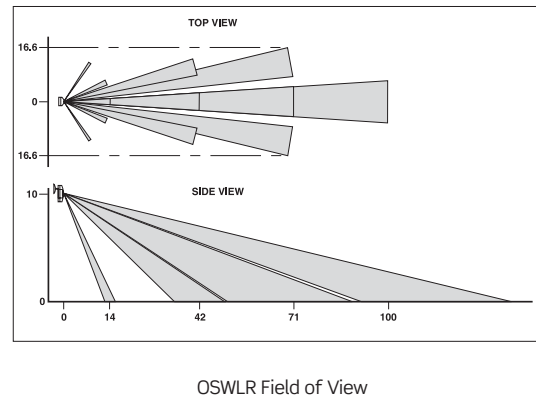 TOP VIEW
16.6
0
16.6
SIDE VIEW
10
0
0 14 42 71 100
OSWLR Field of View